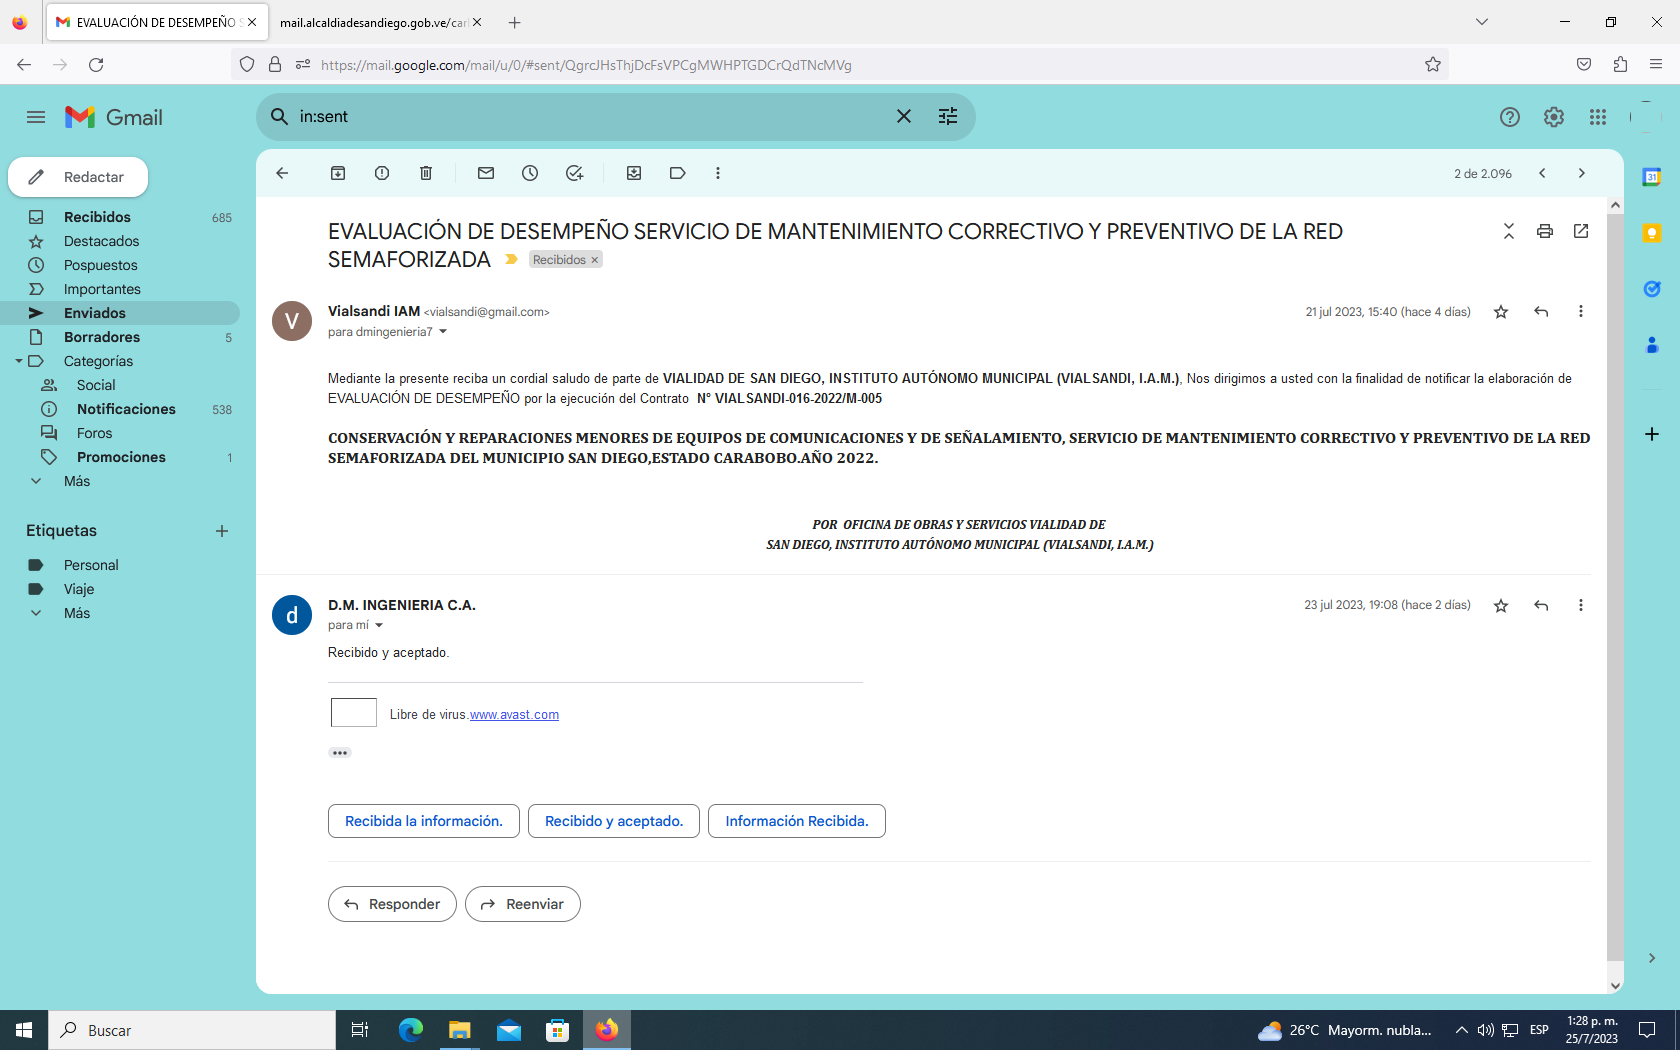 EVALUACIÓN DE DESEMPEÑO S
mail.alcaldiadesandiego.gob.ve/car
https://mail.google.com/mail/u/0/#sent/QgrcJHsThjDcFsVPCgMWHPTGDCrQdTNcMVg
Gmail
in:sent
Redactar
2 de 2.096
Recibidos 685
Destacados
Pospuestos
Importantes
Enviados
Borradores 5
Categorías
Social
Notificaciones 538
Foros
Promociones 1
Más
Etiquetas
Personal
Viaje
Más
EVALUACIÓN DE DESEMPEÑO SERVICIO DE MANTENIMIENTO CORRECTIVO Y PREVENTIVO DE LA RED
SEMAFORIZADA Recibidos
Vialsandi IAM <vialsandi@gmail.com> 21 jul 2023, 15:40 (hace 4 días)
para dmingenieria7
Mediante la presente reciba un cordial saludo de parte de VIALIDAD DE SAN DIEGO, INSTITUTO AUTÓNOMO MUNICIPAL (VIALSANDI, I.A.M.), Nos dirigimos a usted con la finalidad de notificar la elaboración de
EVALUACIÓN DE DESEMPEÑO por la ejecución del Contrato N° VIALSANDI-016-2022/M-005
CONSERVACIÓN Y REPARACIONES MENORES DE EQUIPOS DE COMUNICACIONES Y DE SEÑALAMIENTO, SERVICIO DE MANTENIMIENTO CORRECTIVO Y PREVENTIVO DE LA RED
SEMAFORIZADA DEL MUNICIPIO SAN DIEGO,ESTADO CARABOBO.AÑO 2022.
POR OFICINA DE OBRAS Y SERVICIOS VIALIDAD DE
SAN DIEGO, INSTITUTO AUTÓNOMO MUNICIPAL (VIALSANDI, I.A.M.)
D.M. INGENIERIA C.A. 23 jul 2023, 19:08 (hace 2 días)
para mí
Recibido y aceptado.
Libre de virus.www.avast.com
Recibida la información. Recibido y aceptado. Información Recibida.
Responder Reenviar
Buscar
26°C Mayorm. nubla... ESP
1:28 p. m.
25/7/2023